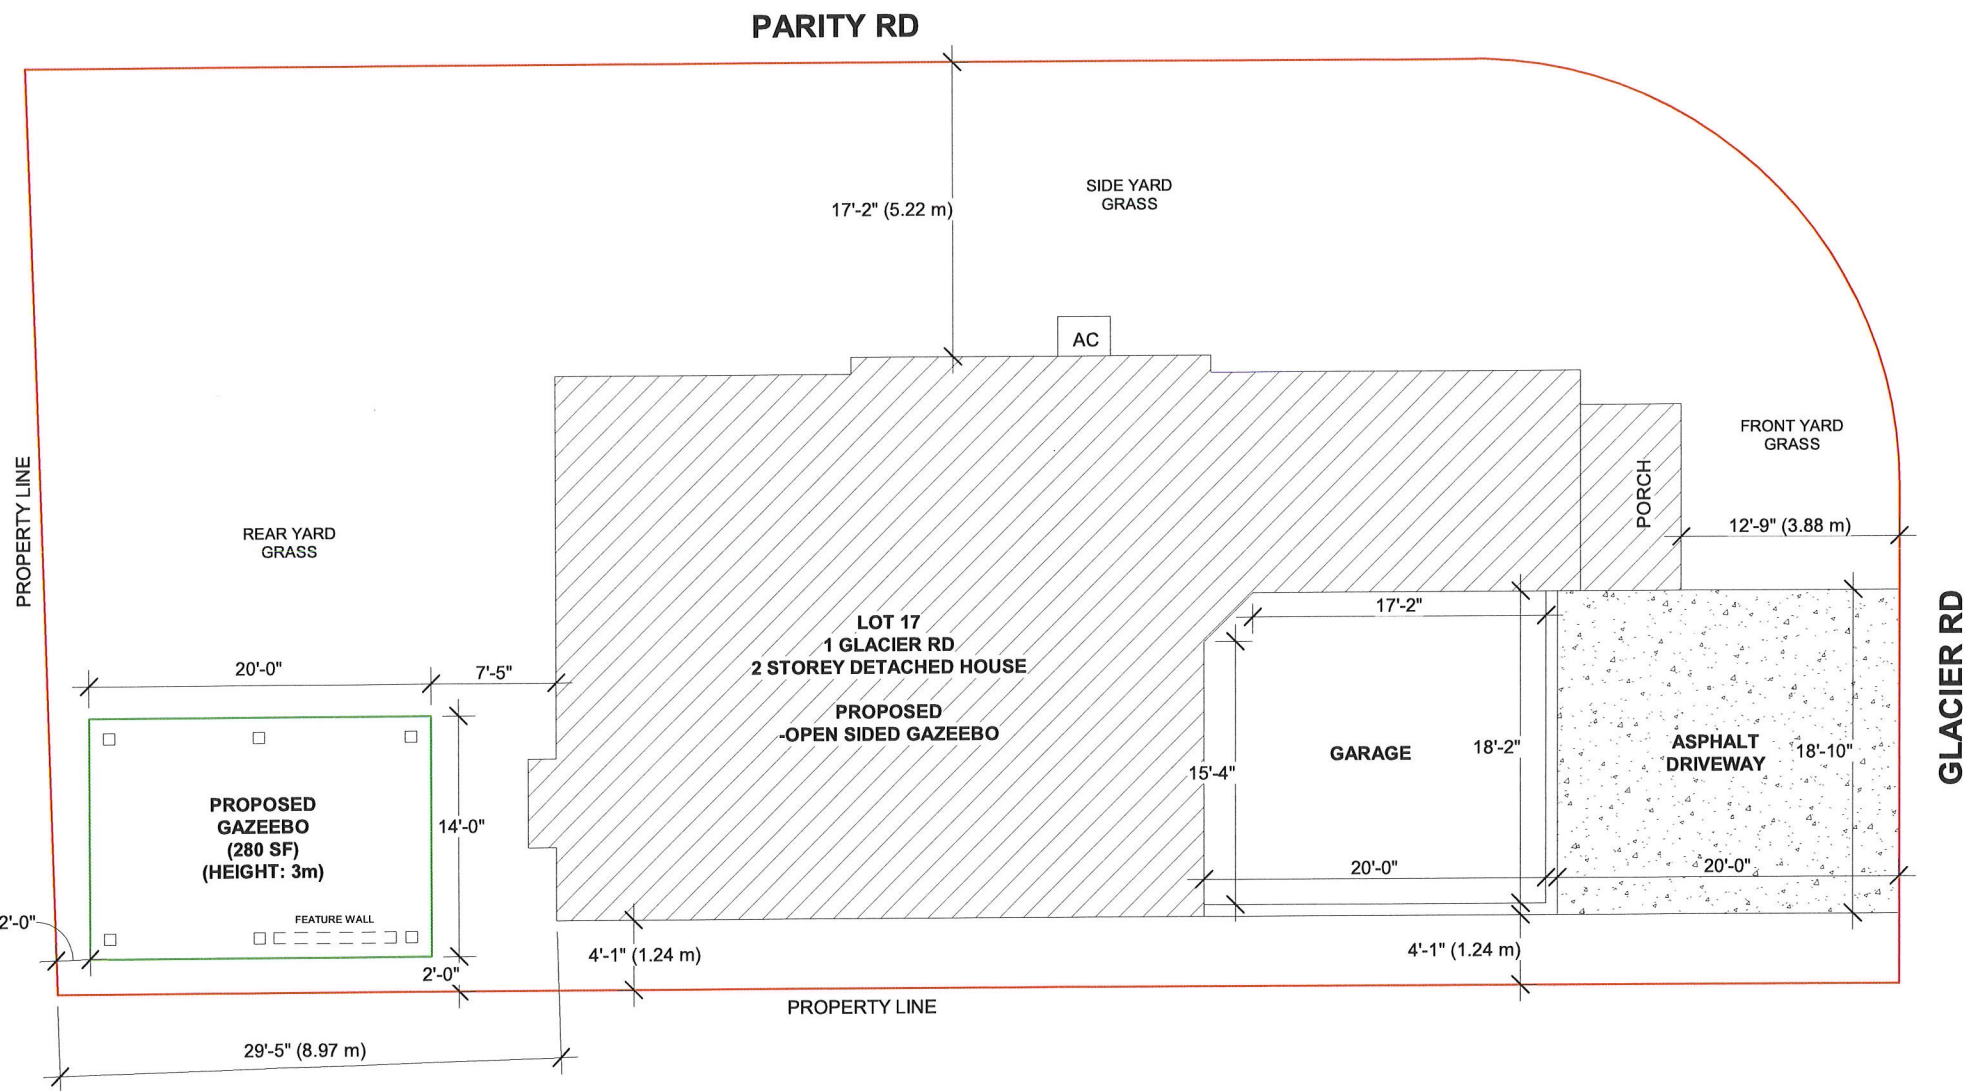 PARITY RD
SIDE YARD
GRASS
17'-2" (5.22 m)
AC
FRONT YARD
GRASS
PORCH
12'-9" (3.88 m)
PROPERTY LINE
REAR YARD
GRASS
GLACIER RD
LOT 17
1 GLACIER RD
2 STOREY DETACHED HOUSE
PROPOSED
-OPEN SIDED GAZEEBO
17'-2"
20'-0"
7'-5"
GARAGE
18'-2"
15'-4"
ASPHALT
DRIVEWAY
18'-10"
PROPOSED
GAZEEBO
(280 SF)
(HEIGHT: 3m)
14'-0"
20'-0"
20'-0"
FEATURE WALL
2'-0"
2'-0"
4'-1" (1.24 m)
4'-1" (1.24 m)
PROPERTY LINE
29'-5" (8.97 m)